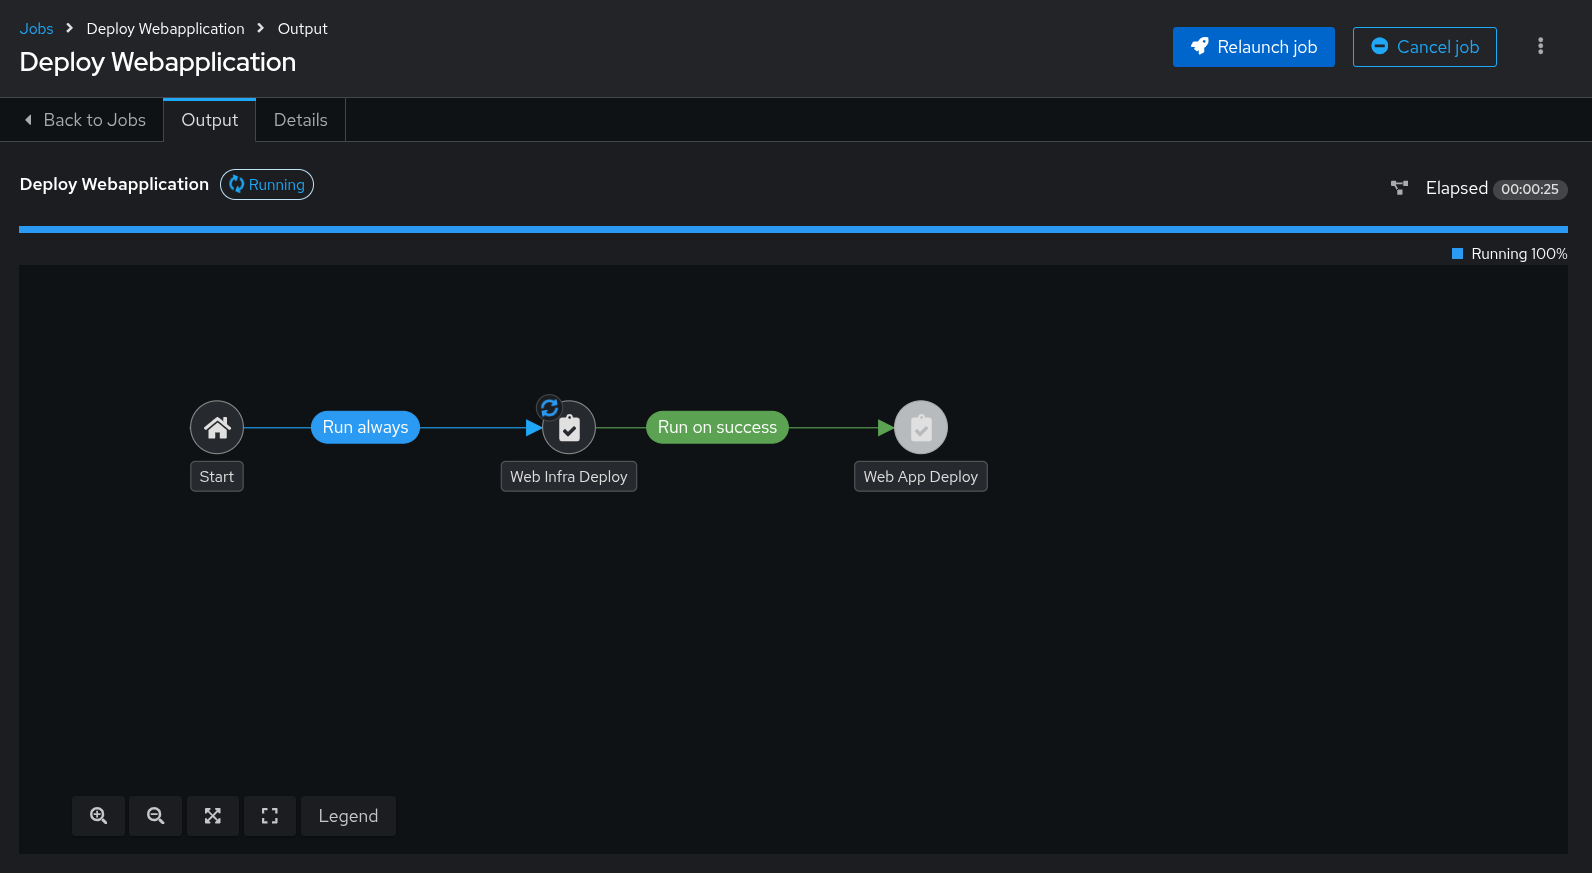 Jobs > Deploy Webapplication > Output
Deploy Webapplication
Relaunch job
Cancel job
Back to Jobs
Output
Details
Deploy Webapplication
Running
Elapsed 00:00:25
Running 100%
Run always
Run on success
Start
Web Infra Deploy
Web App Deploy
Legend